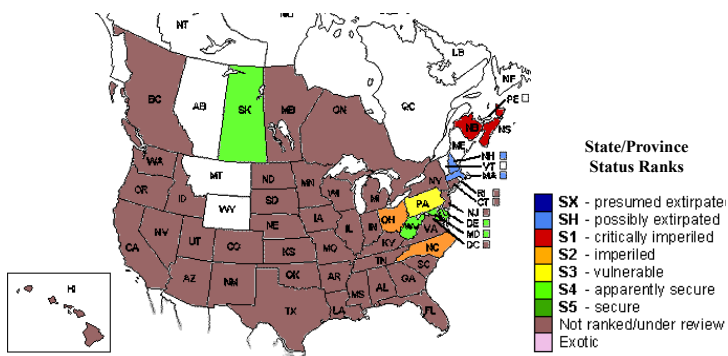 NT
NF
LB
BC
AB
SK
MB
ON
QC
PE
NB
NS
ME
WA
MT
ND
MN
OR
ID
SD
WI
MI
NY
NH
VT
MA
RI
CT
WY
IA
NE
PA
NJ
DE
MD
DC
NV
UT
CO
IL
IN
OH
WV
VA
CA
KS
MO
KY
NC
TN
AZ
NM
OK
AR
SC
MS
AL
GA
TX
LA
FL
HI
State/Province
Status Ranks
SX - presumed extirpate
SH - possibly extirpated
S1 - critically imperiled
S2 - imperiled
S3 - vulnerable
S4 - apparently secure
S5 - secure
Not ranked/under review
Exotic